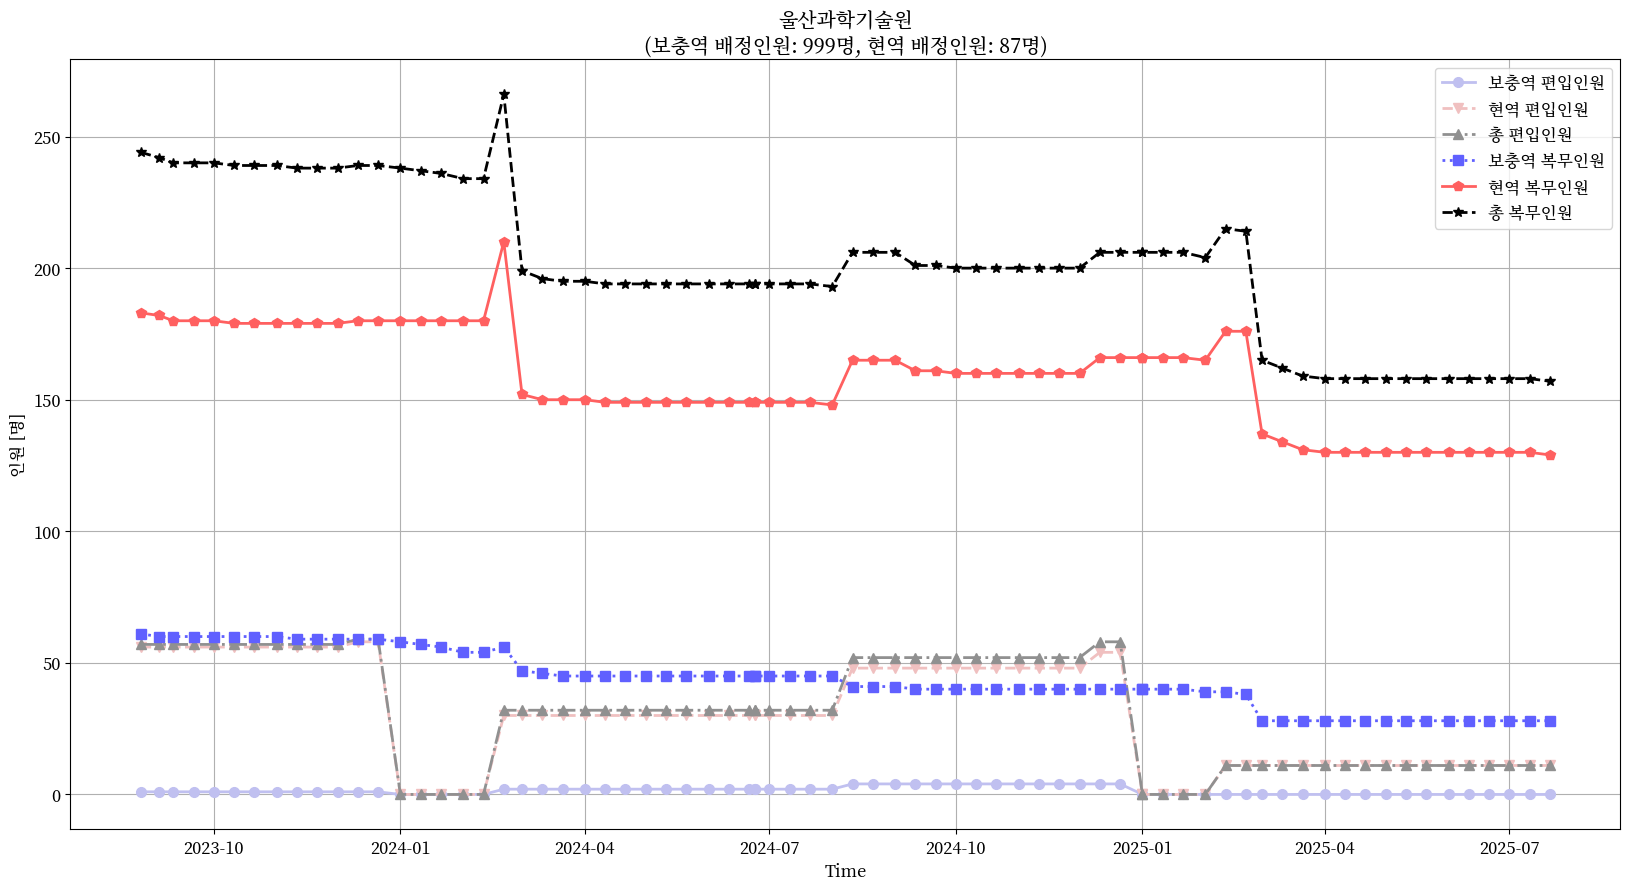 울산과학기술원
(보충역 배정인원: 999명, 현역 배정인원: 87명)
보충역 편입인원
현역 편입인원
총 편입인원
보충역 복무인원
현역 복무인원
총 복무인원
인원 [명]
250
200
150
100
50
0
2023-10
2024-01
2024-04
2024-07
2024-10
2025-01
2025-04
2025-07
Time